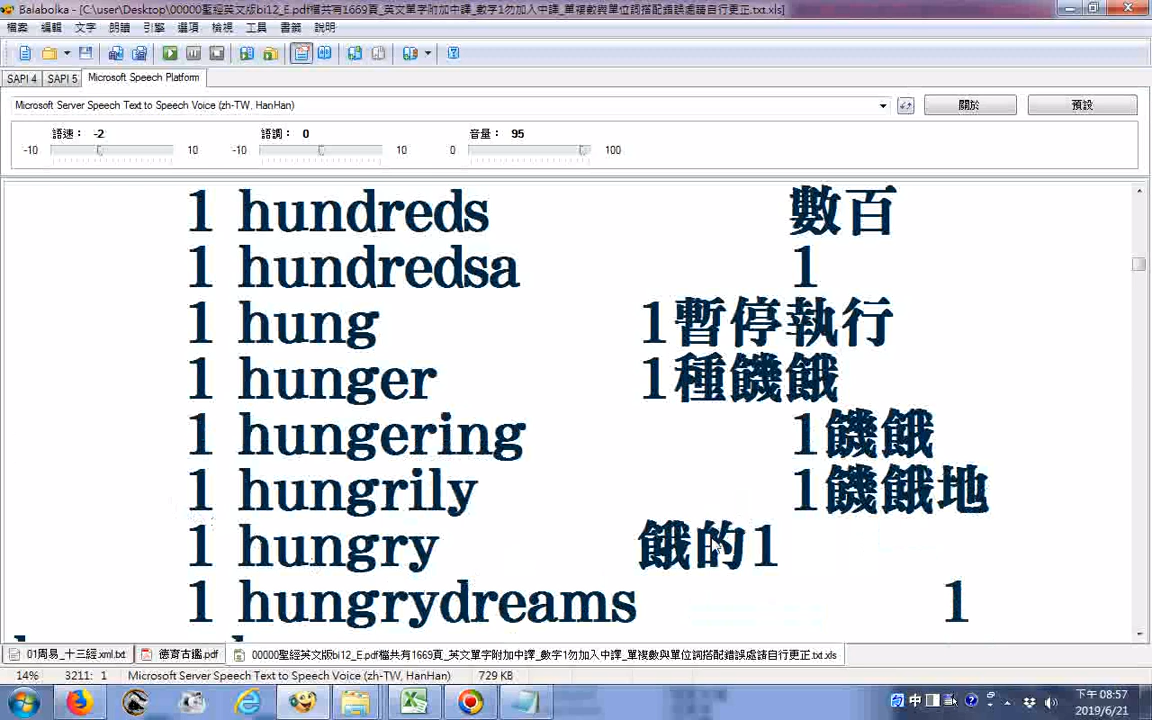 Balabolka - [C:\user\Desktop\00000聖經英文版bi12_E.pdf檔共有1669頁_英文單字附加中譯_數字1勿加入中譯_單複數與單位詞搭配錯誤處請自行更正.txt.xls]
檔案 編輯 文字 朗讀 引擎 選項 檢視 工具 書籤 說明
SAPI 4 SAPI 5 Microsoft Speech Platform
Microsoft Server Speech Text to Speech Voice (zh-TW, HanHan) 關於 預設
語速： -2 語調： 0 音量： 95
-10 10 -10 10 0 100
1 hundreds 數百
1 hundredsa 1
1 hung 1暫停執行
1 hunger 1種饑餓
1 hungering 1饑餓
1 hungrily 1饑餓地
1 hungry 餓的1
1 hungrydreams 1
01周易_十三經.xml.txt 德育古鑑.pdf 00000聖經英文版bi12_E.pdf檔共有1669頁_英文單字附加中譯_數字1勿加入中譯_單複數與單位詞搭配錯誤處請自行更正.txt.xls
14% 3211: 1 Microsoft Server Speech Text to Speech Voice (zh-TW, HanHan) 729 KB
中 下午 08:57
2019/6/21